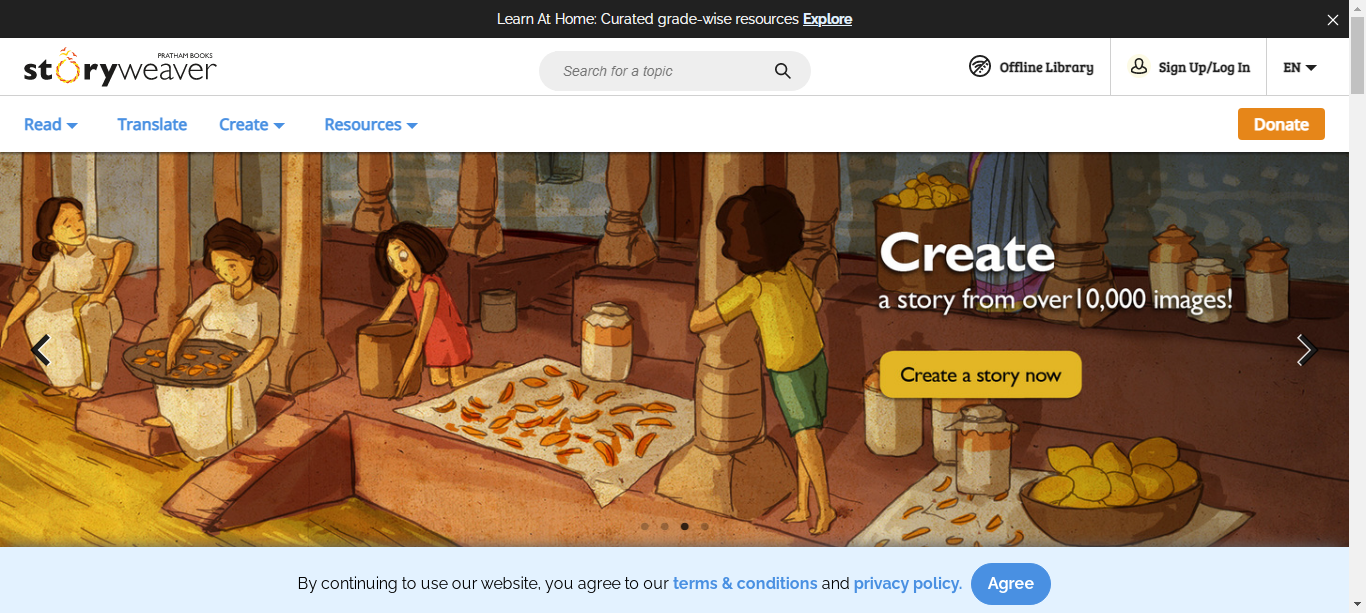 Learn At Home: Curated grade-wise resources Explore
PRATHAM BOOKS
storyweaver
Search for a topic
Offline Library
Sign Up/Log In
EN
Read
Translate
Create
Resources
Donate
Create
a story from over10,000 images!
Create a story now
By continuing to use our website, you agree to our terms & conditions and privacy policy. Agree